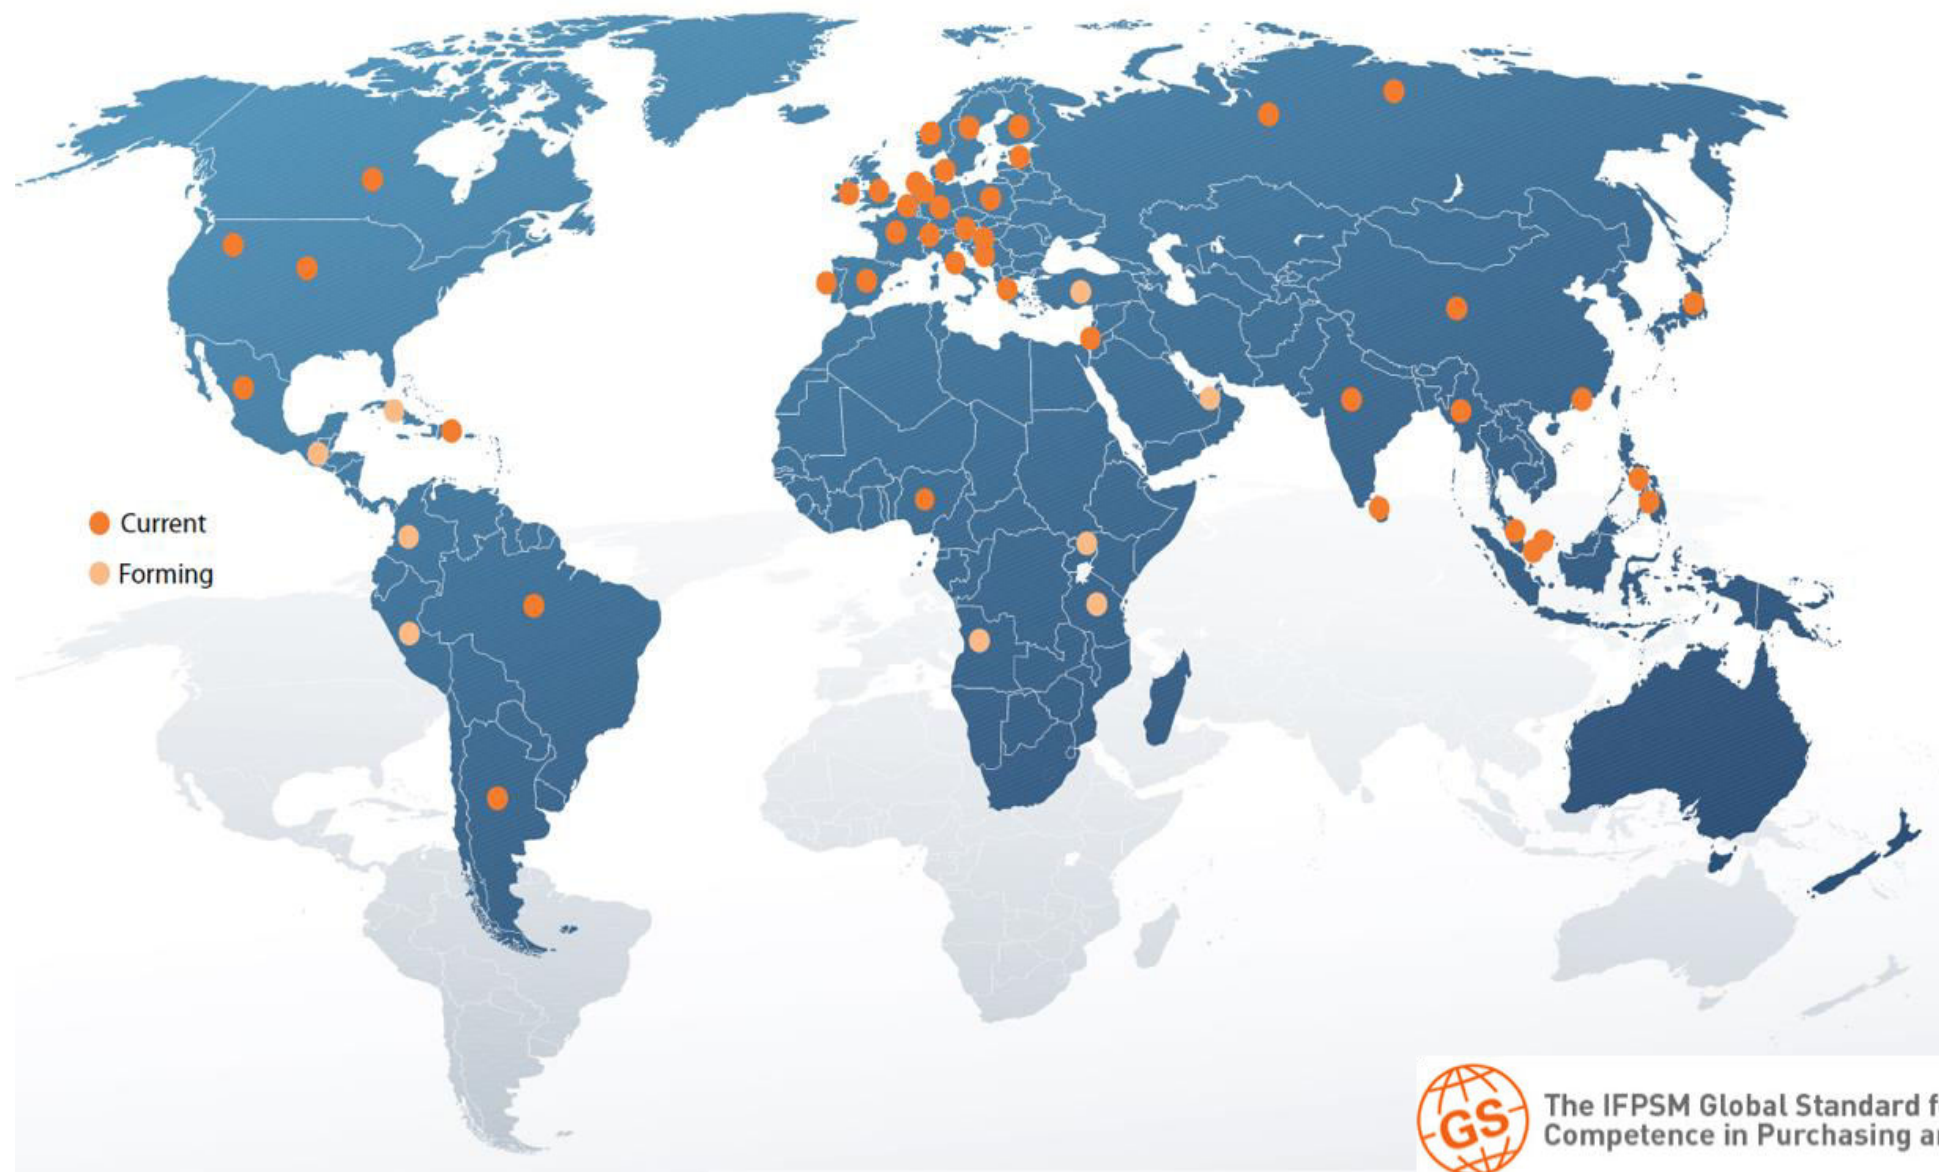 Current
Forming
GS
The IFPSM Global Standard f
Competence in Purchasing a